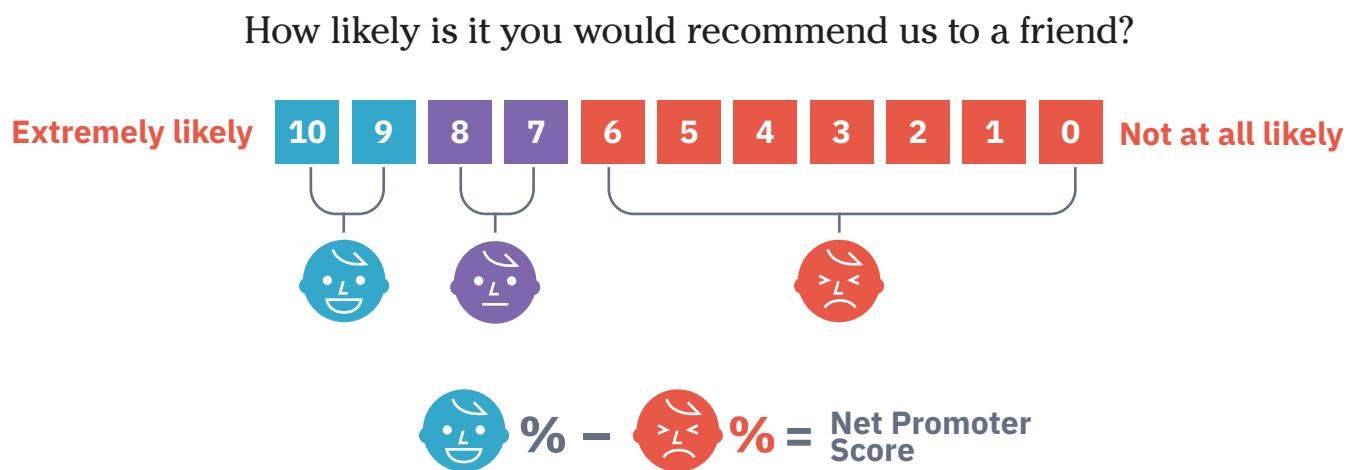 How likely is it you would recommend us to a friend?
Extremely likely 10 9 8 7 6 5 4 3 2 1 0 Not at all likely
% – % = Net Promoter
Score